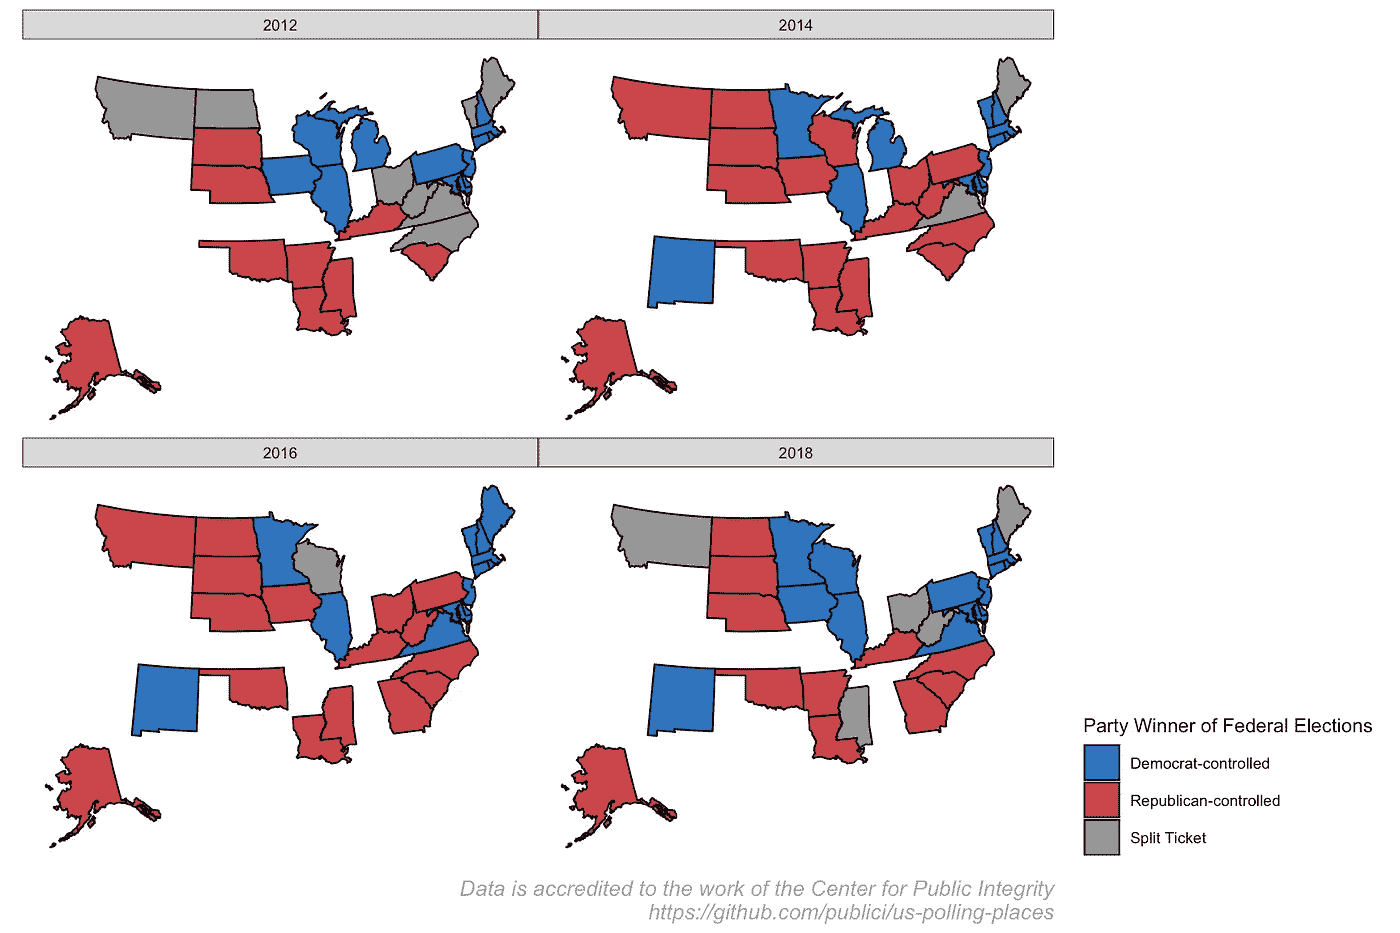 2012
2014
2016
2018
Party Winner of Federal Elections
Democrat-controlled
Republican-controlled
Split Ticket
Data is accredited to the work of the Center for Public Integrity
https://github.com/publici/us-polling-places